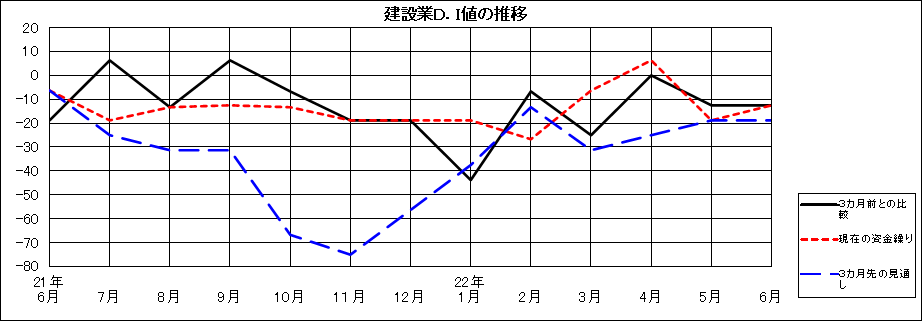 建設業D．I値の推移
20
10
0
-10
-20
-30
-40
-50
-60
-70
-80
21年
6月
7月
8月
9月
10月
11月
12月
22年
1月
2月
3月
4月
5月
6月
3カ月前との比
較
現在の資金繰り
3カ月先の見通
し